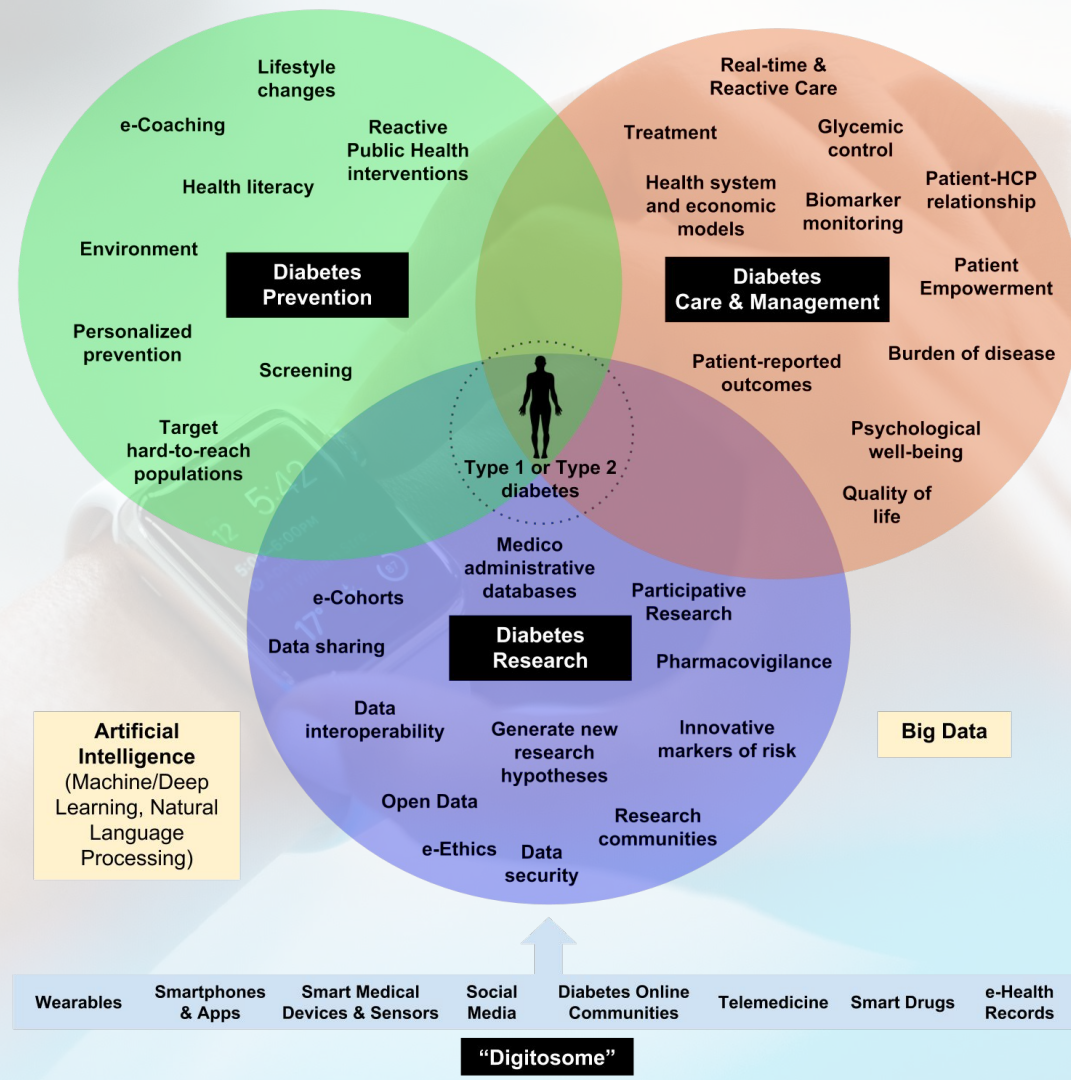 Lifestyle
changes
e-Coaching
Reactive
Public Health
interventions
Health literacy
Environment
Diabetes
Prevention
Personalized
prevention
Screening
Target
hard-to-reach
populations
Real-time &
Reactive Care
Treatment
Glycemic
control
Health system
and economic
models
Biomarker
monitoring
Patient-HCP
relationship
Diabetes
Care & Management
Patient
Empowerment
Patient-reported
outcomes
Burden of disease
Psychological
well-being
Quality of
life
Type 1 or Type 2
diabetes
Medico
administrative
databases
e-Cohorts
Participative
Research
Data sharing
Diabetes
Research
Pharmacovigilance
Data
interoperability
Generate new
research
hypotheses
Innovative
markers of risk
Open Data
Research
communities
e-Ethics
Data
security
Artificial
Intelligence
(Machine/Deep
Learning, Natural
Language
Processing)
Big Data
5:42
12
17°
Wearables
Smartphones
& Apps
Smart Medical
Devices & Sensors
Social
Media
Diabetes Online
Communities
Telemedicine
Smart Drugs
e-Health
Records
“Digitosome”